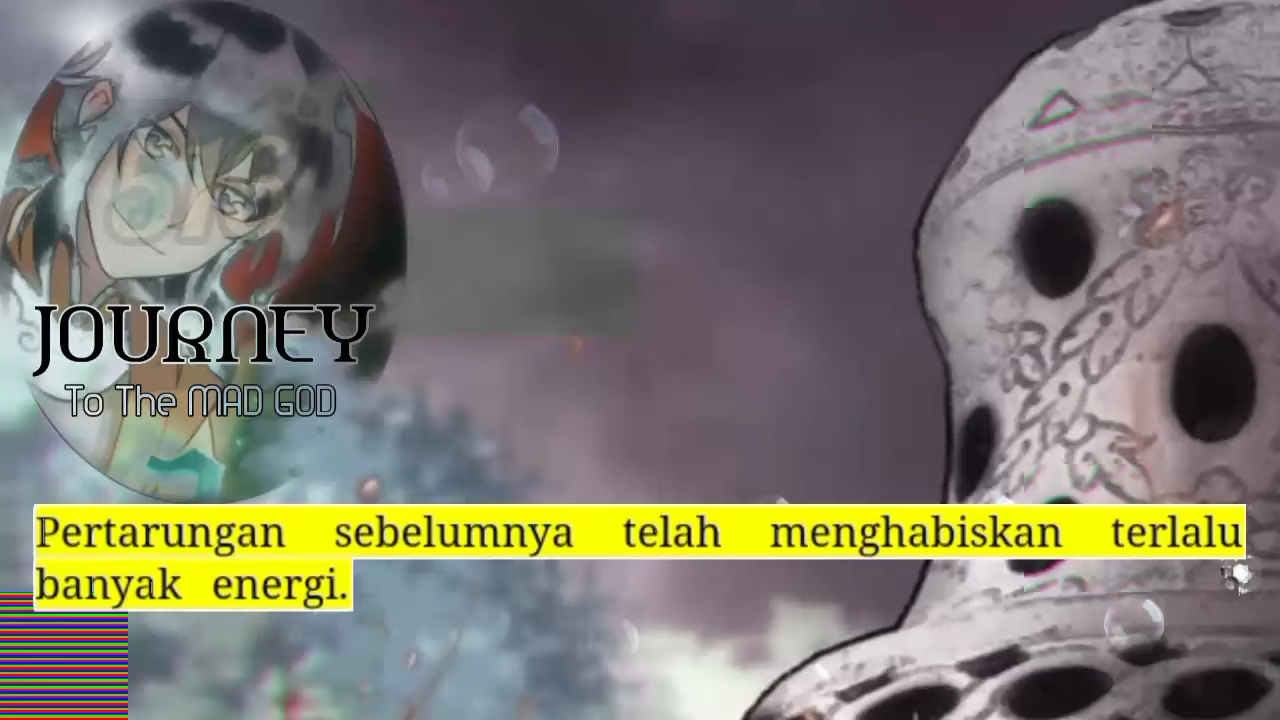 JOURNEY
To The MAD GOD
Pertarungan sebelumnya telah menghabiskan terlalu
banyak energi.